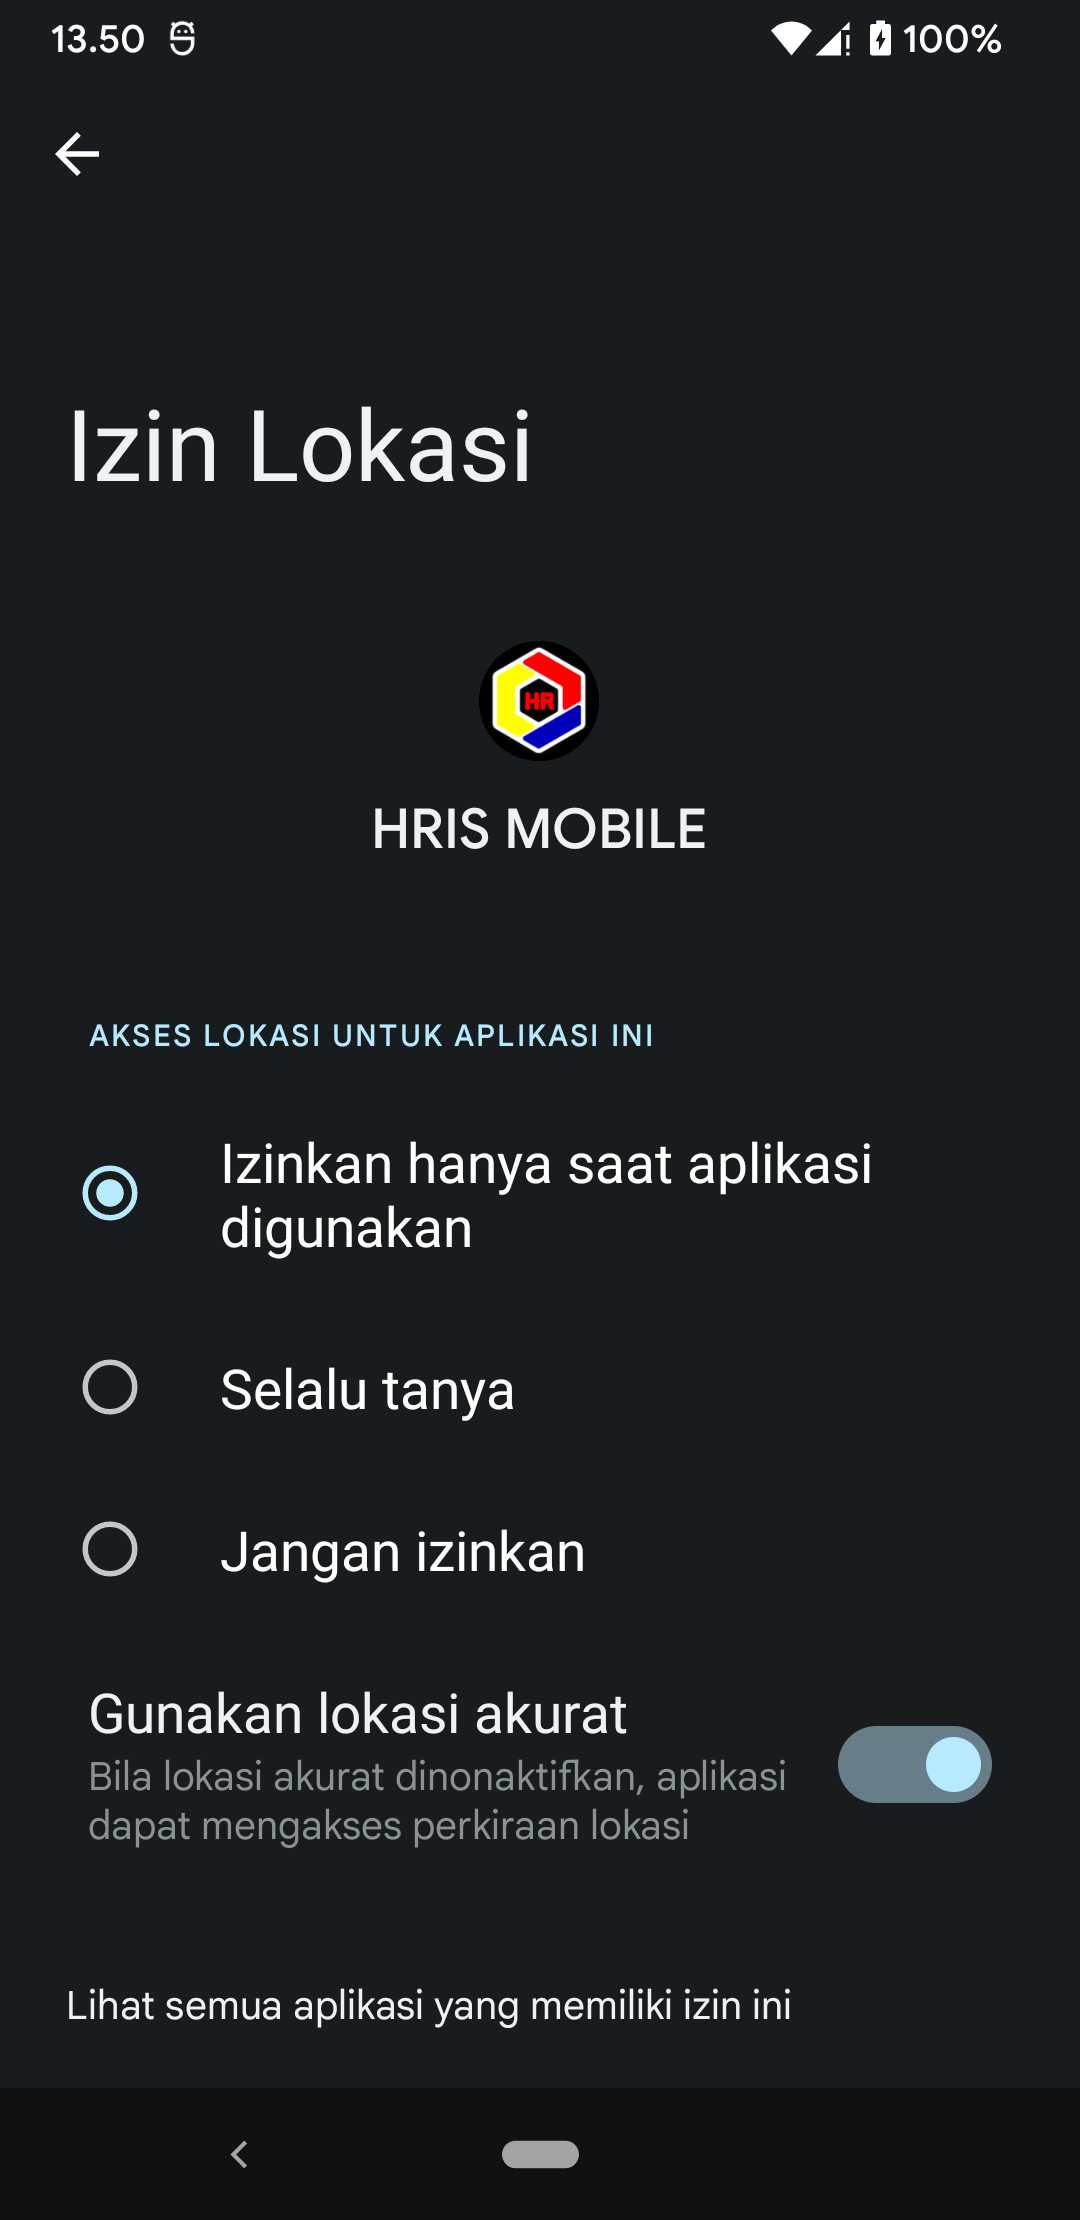 13.50
100%
Izin Lokasi
HR
HRIS MOBILE
AKSES LOKASI UNTUK APLIKASI INI
Izinkan hanya saat aplikasi
digunakan
Selalu tanya
Jangan izinkan
Gunakan lokasi akurat
Bila lokasi akurat dinonaktifkan, aplikasi
dapat mengakses perkiraan lokasi
Lihat semua aplikasi yang memiliki izin ini